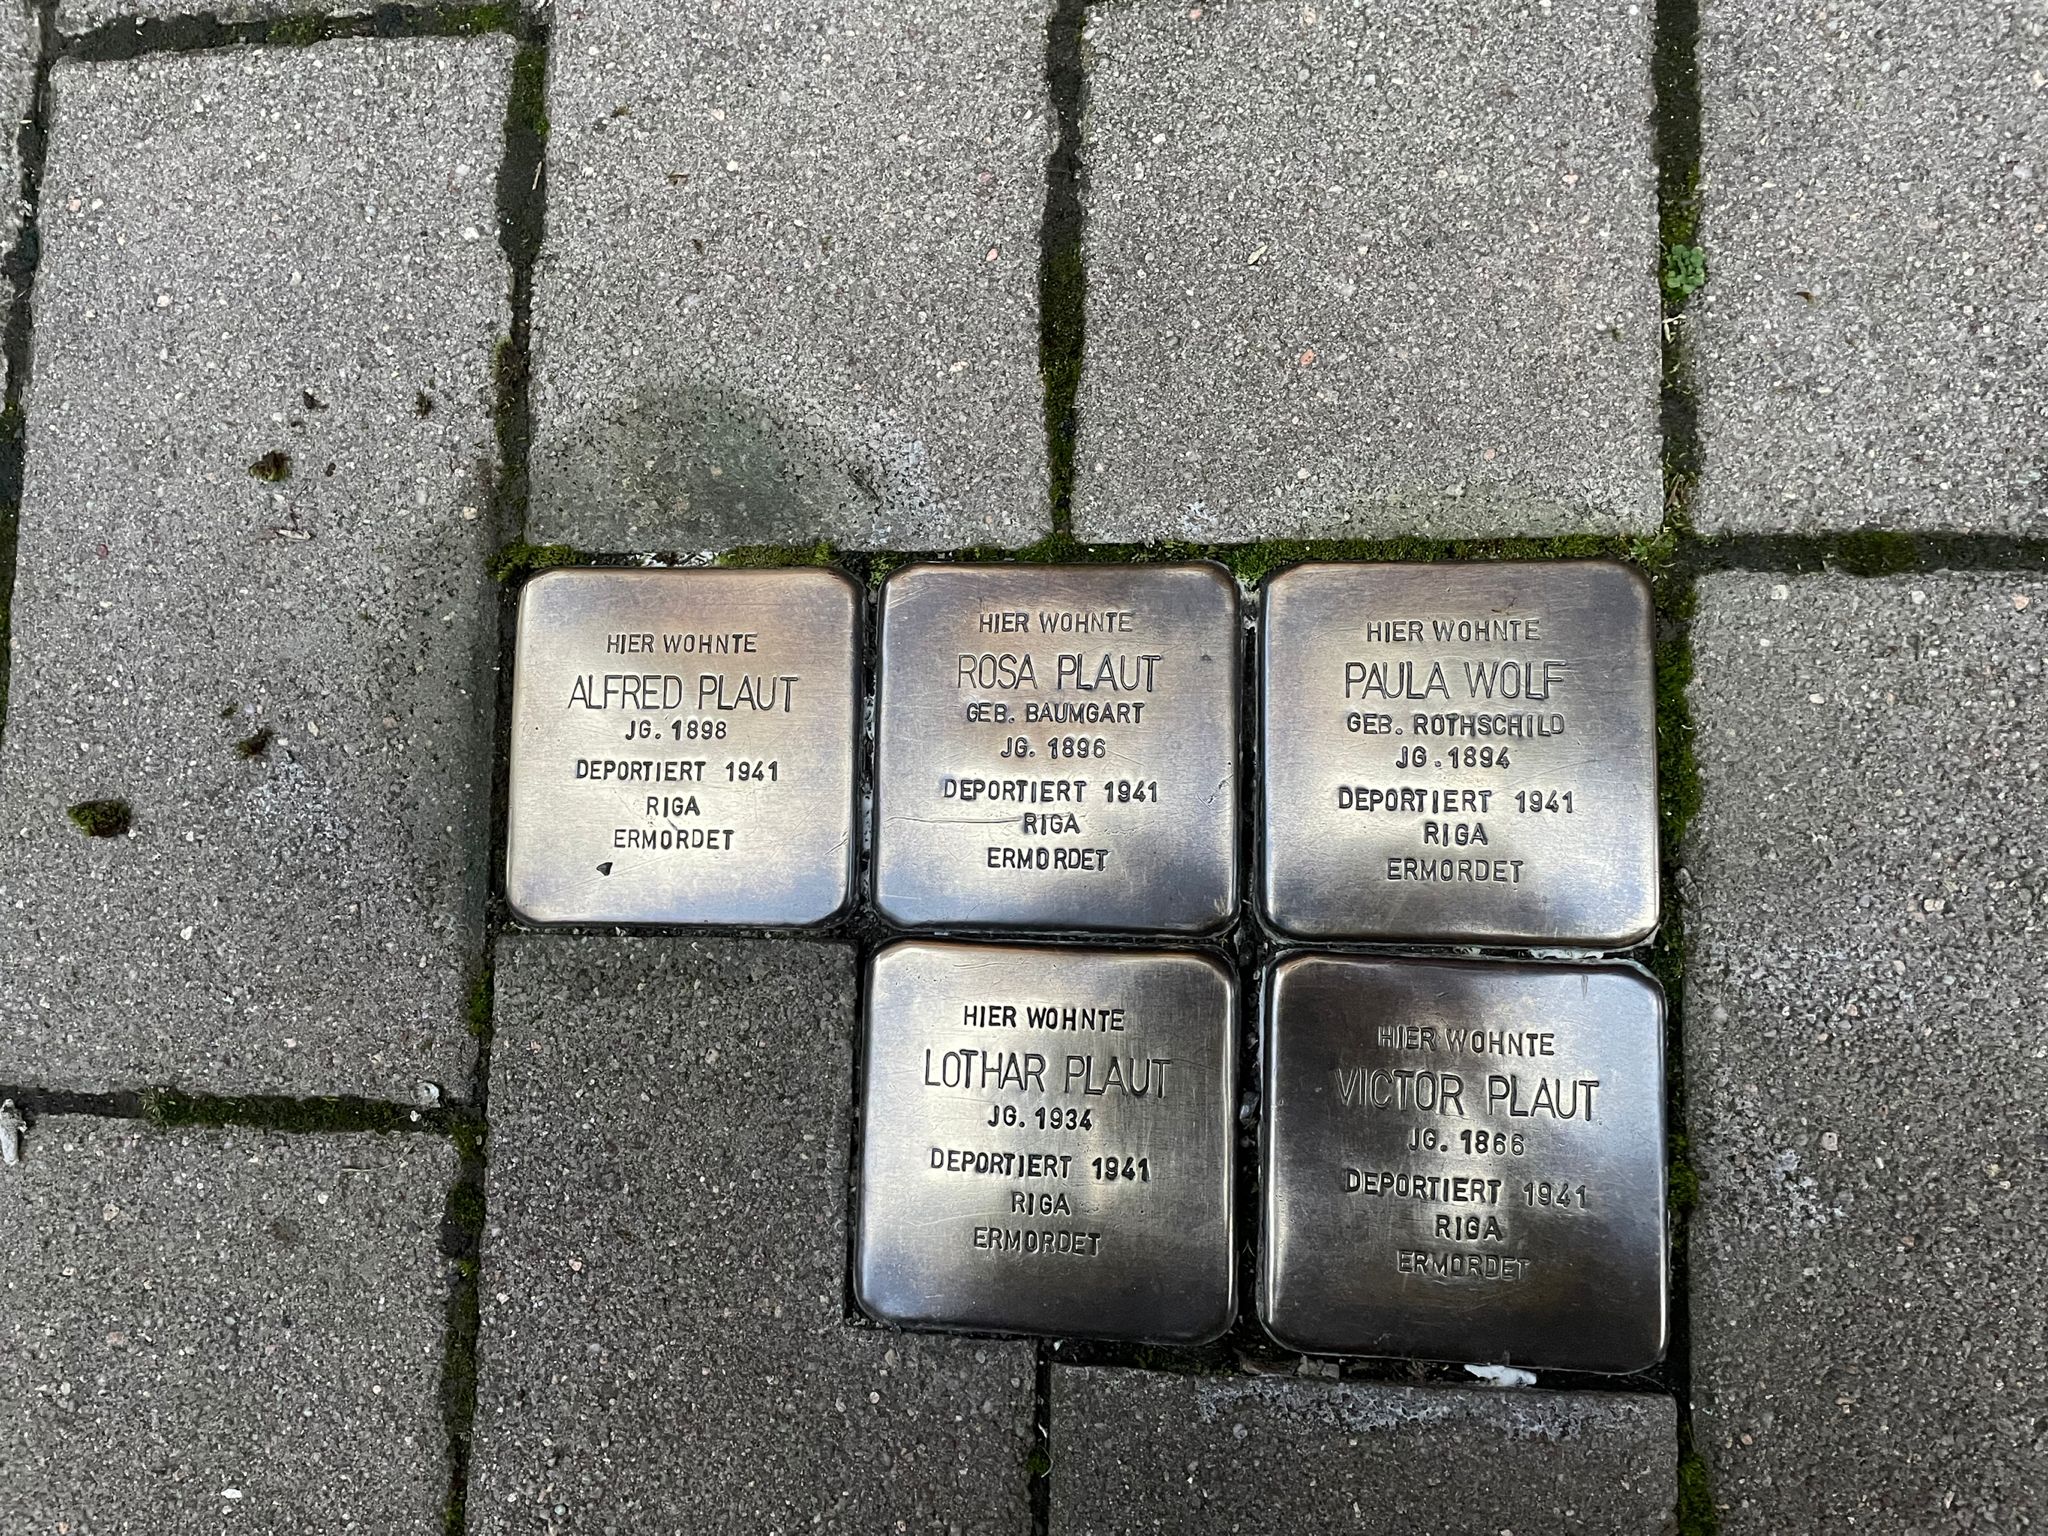 HIER WOHNTE
ALFRED PLAUT
JG. 1898
DEPORTIERT 1941
RIGA
ERMORDET
HIER WOHNTE
ROSA PLAUT
GEB. BAUMGART
JG. 1896
DEPORTIERT 1941
RIGA
ERMORDET
HIER WOHNTE
PAULA WOLF
GEB. ROTHSCHILD
JG. 1894
DEPORTIERT 1941
RIGA
ERMORDET
HIER WOHNTE
LOTHAR PLAUT
JG. 1934
DEPORTIERT 1941
RIGA
ERMORDET
HIER WOHNTE
VICTOR PLAUT
JG. 1866
DEPORTIERT 1941
RIGA
ERMORDET